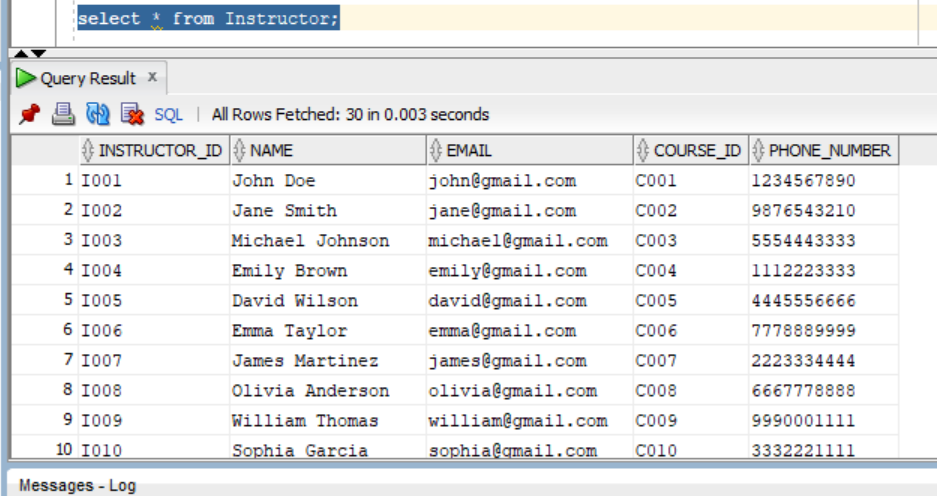 select * from Instructor;
Query Result x
SQL | All Rows Fetched: 30 in 0.003 seconds
INSTRUCTOR_ID NAME EMAIL COURSE_ID PHONE_NUMBER
1 I001 John Doe john@gmail.com C001 1234567890
2 I002 Jane Smith jane@gmail.com C002 9876543210
3 I003 Michael Johnson michael@gmail.com C003 5554443333
4 I004 Emily Brown emily@gmail.com C004 1112223333
5 I005 David Wilson david@gmail.com C005 4445556666
6 I006 Emma Taylor emma@gmail.com C006 7778889999
7 I007 James Martinez james@gmail.com C007 2223334444
8 I008 Olivia Anderson olivia@gmail.com C008 6667778888
9 I009 William Thomas william@gmail.com C009 9990001111
10 I010 Sophia Garcia sophia@gmail.com C010 3332221111
Messages - Log